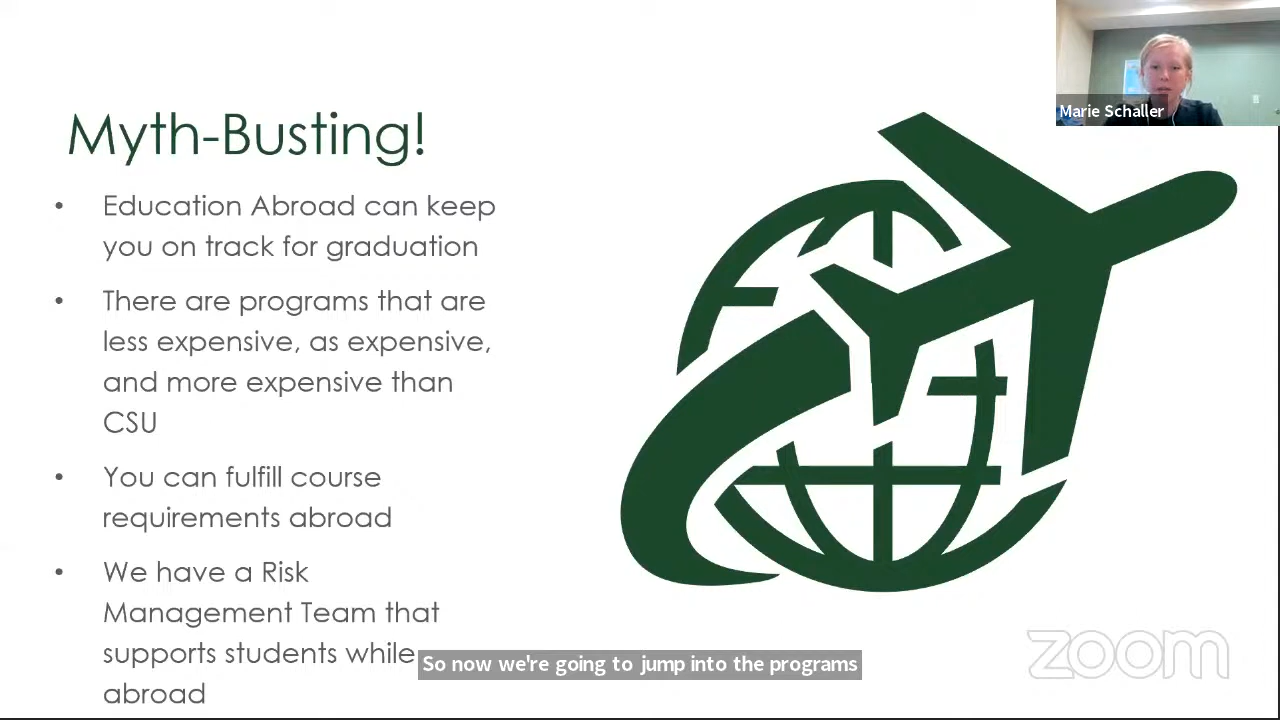 Marie Schaller
Myth-Busting!
• Education Abroad can keep
you on track for graduation
• There are programs that are
less expensive, as expensive,
and more expensive than
CSU
• You can fulfill course
requirements abroad
• We have a Risk
Management Team that
supports students while
abroad
So now we're going to jump into the programs
zoom